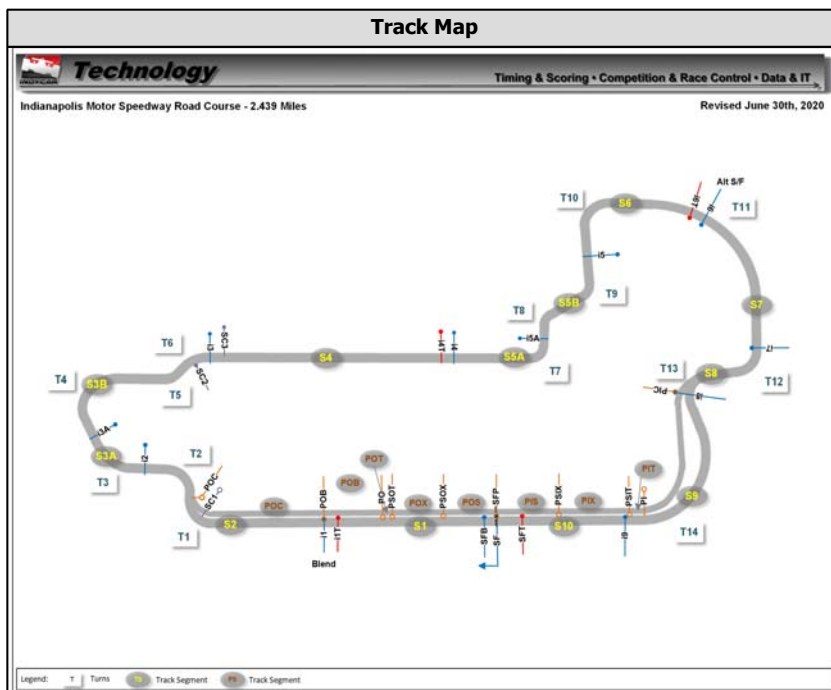 Track Map
INDYCAR
Technology
Timing & Scoring • Competition & Race Control • Data & IT
Indianapolis Motor Speedway Road Course - 2.439 Miles
Revised June 30th, 2020
Alt S/F
T10
S6
I6T
I6
T11
I5
T8
S5B
T9
S7
T6
I3
SC3
S4
I4T
I4
I5A
S5A
T7
I7
T4
S3B
T5
SC2
T13
S8
T12
PIC
I8
I3A
S3A
I2
T2
T3
POC
SC1
POT
POB
PIT
POC
POB
PO
PSOT
POX
PSOX
POS
SFP
PIS
PSIX
PIX
PSIT
PI
S9
T1
S2
I1
I1T
S1
SFB
SF
SFT
S10
I9
T14
Blend
Legend:
T
Turns
TS
Track Segment
PS
Track Segment